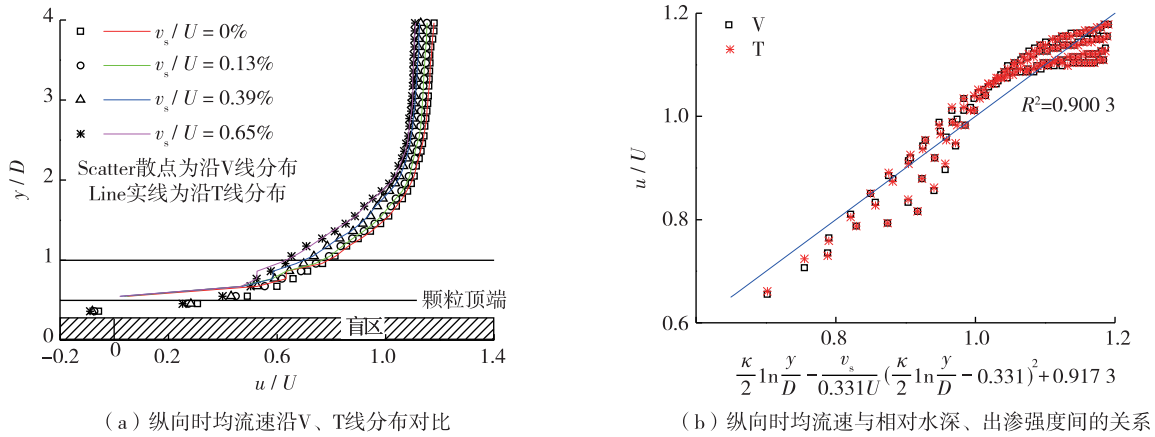 4
3
2
1
0
y / D
v_s / U = 0%
v_s / U = 0.13%
v_s / U = 0.39%
v_s / U = 0.65%
Scatter散点为沿V线分布
Line实线为沿T线分布
颗粒顶端
盲区
−0.2 0 0.2 0.6 1.0 1.4
u / U
（a）纵向时均流速沿V、T线分布对比
1.2
1.0
0.8
0.6
u / U
V
T
R²=0.900 3
0.8 1.0 1.2
κ/2 ln y/D − v_s/0.331U (κ/2 ln y/D − 0.331)² + 0.917 3
（b）纵向时均流速与相对水深、出渗强度间的关系